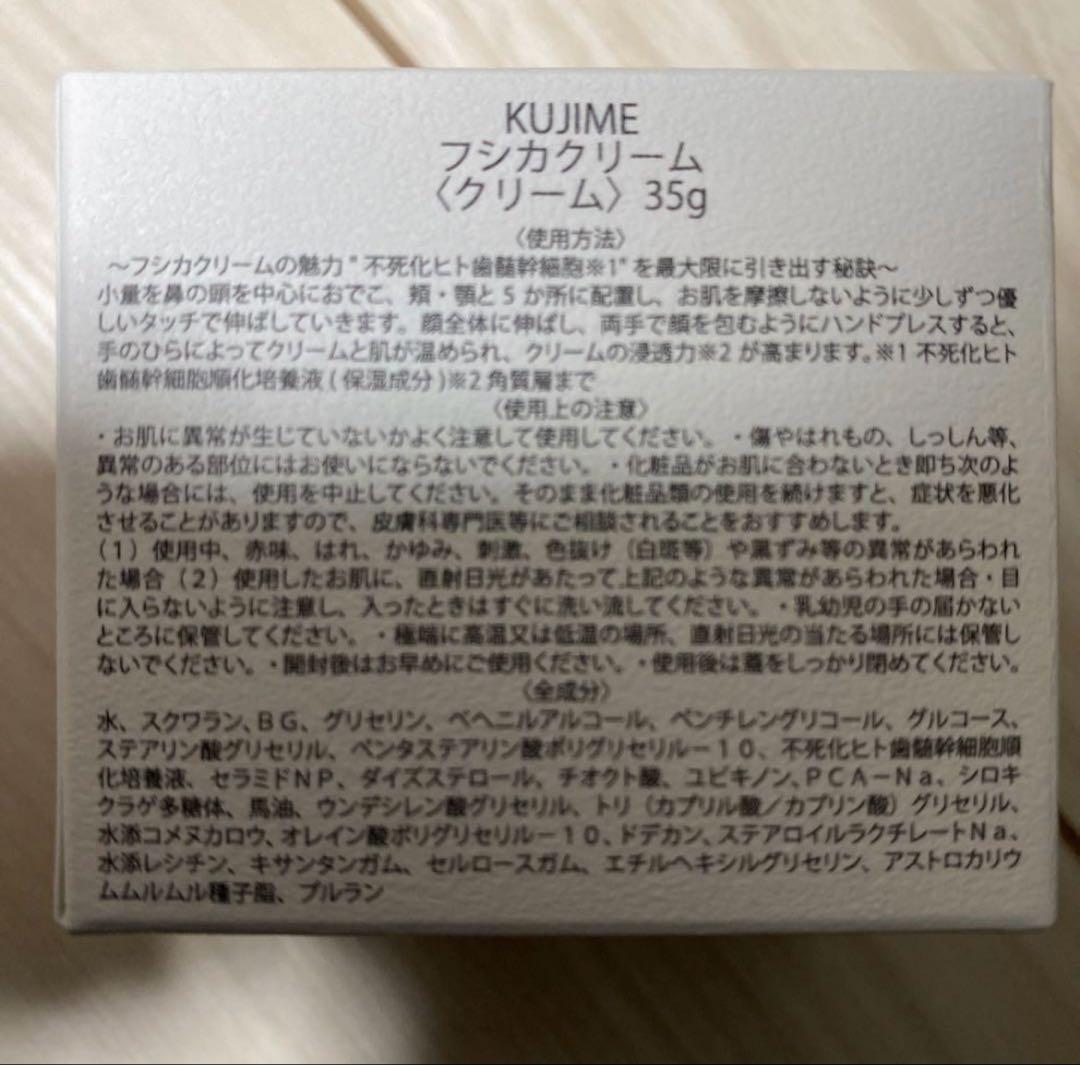 KUJIME
フシカクリーム
〈クリーム〉35g
〈使用方法〉
～フシカクリームの魅力"不死化ヒト歯髄幹細胞※1"を最大限に引き出す秘訣～
小量を鼻の頭を中心におでこ、頬・顎と5か所に配置し、お肌を摩擦しないように少しずつ優
しいタッチで伸ばしていきます。顔全体に伸ばし、両手で顔を包むようにハンドプレスすると、
手のひらによってクリームと肌が温められ、クリームの浸透力※2が高まります。※1不死化ヒト
歯髄幹細胞順化培養液(保湿成分)※2角質層まで
〈使用上の注意〉
・お肌に異常が生じていないかよく注意して使用してください。・傷やはれもの、しっしん等、
異常のある部位にはお使いにならないでください。・化粧品がお肌に合わないとき即ち次のよ
うな場合には、使用を中止してください。そのまま化粧品類の使用を続けますと、症状を悪化
させることがありますので、皮膚科専門医等にご相談されることをおすすめします。
（1）使用中、赤味、はれ、かゆみ、刺激、色抜け（白斑等）や黒ずみ等の異常があらわれ
た場合（2）使用したお肌に、直射日光があたって上記のような異常があらわれた場合・目
に入らないように注意し、入ったときはすぐに洗い流してください。・乳幼児の手の届かない
ところに保管してください。・極端に高温又は低温の場所、直射日光の当たる場所には保管し
ないでください。・開封後はお早めにご使用ください。・使用後は蓋をしっかり閉めてください。
〈全成分〉
水、スクワラン、ＢＧ、グリセリン、ベヘニルアルコール、ペンチレングリコール、グルコース、
ステアリン酸グリセリル、ペンタステアリン酸ポリグリセリル－１０、不死化ヒト歯髄幹細胞順
化培養液、セラミドＮＰ、ダイズステロール、チオクト酸、ユビキノン、ＰＣＡ－Ｎａ、シロキ
クラゲ多糖体、馬油、ウンデシレン酸グリセリル、トリ（カプリル酸／カプリン酸）グリセリル、
水添コメヌカロウ、オレイン酸ポリグリセリル－１０、ドデカン、ステアロイルラクチレートＮａ、
水添レシチン、キサンタンガム、セルロースガム、エチルヘキシルグリセリン、アストロカリウ
ムムルムル種子脂、プルラン